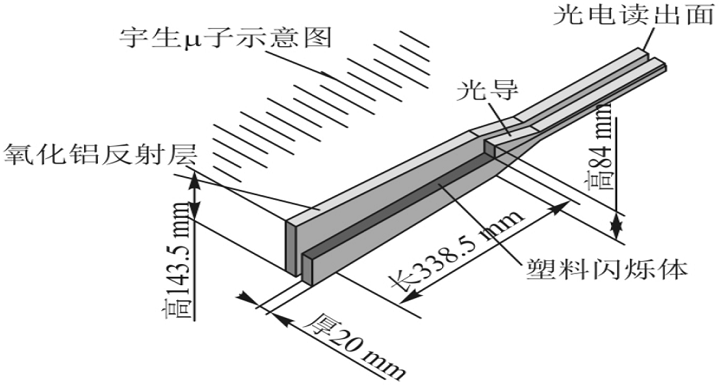 光电读出面
宇生μ子示意图
光导
氧化铝反射层
高84 mm
高143.5 mm
长338.5 mm
塑料闪烁体
厚20 mm